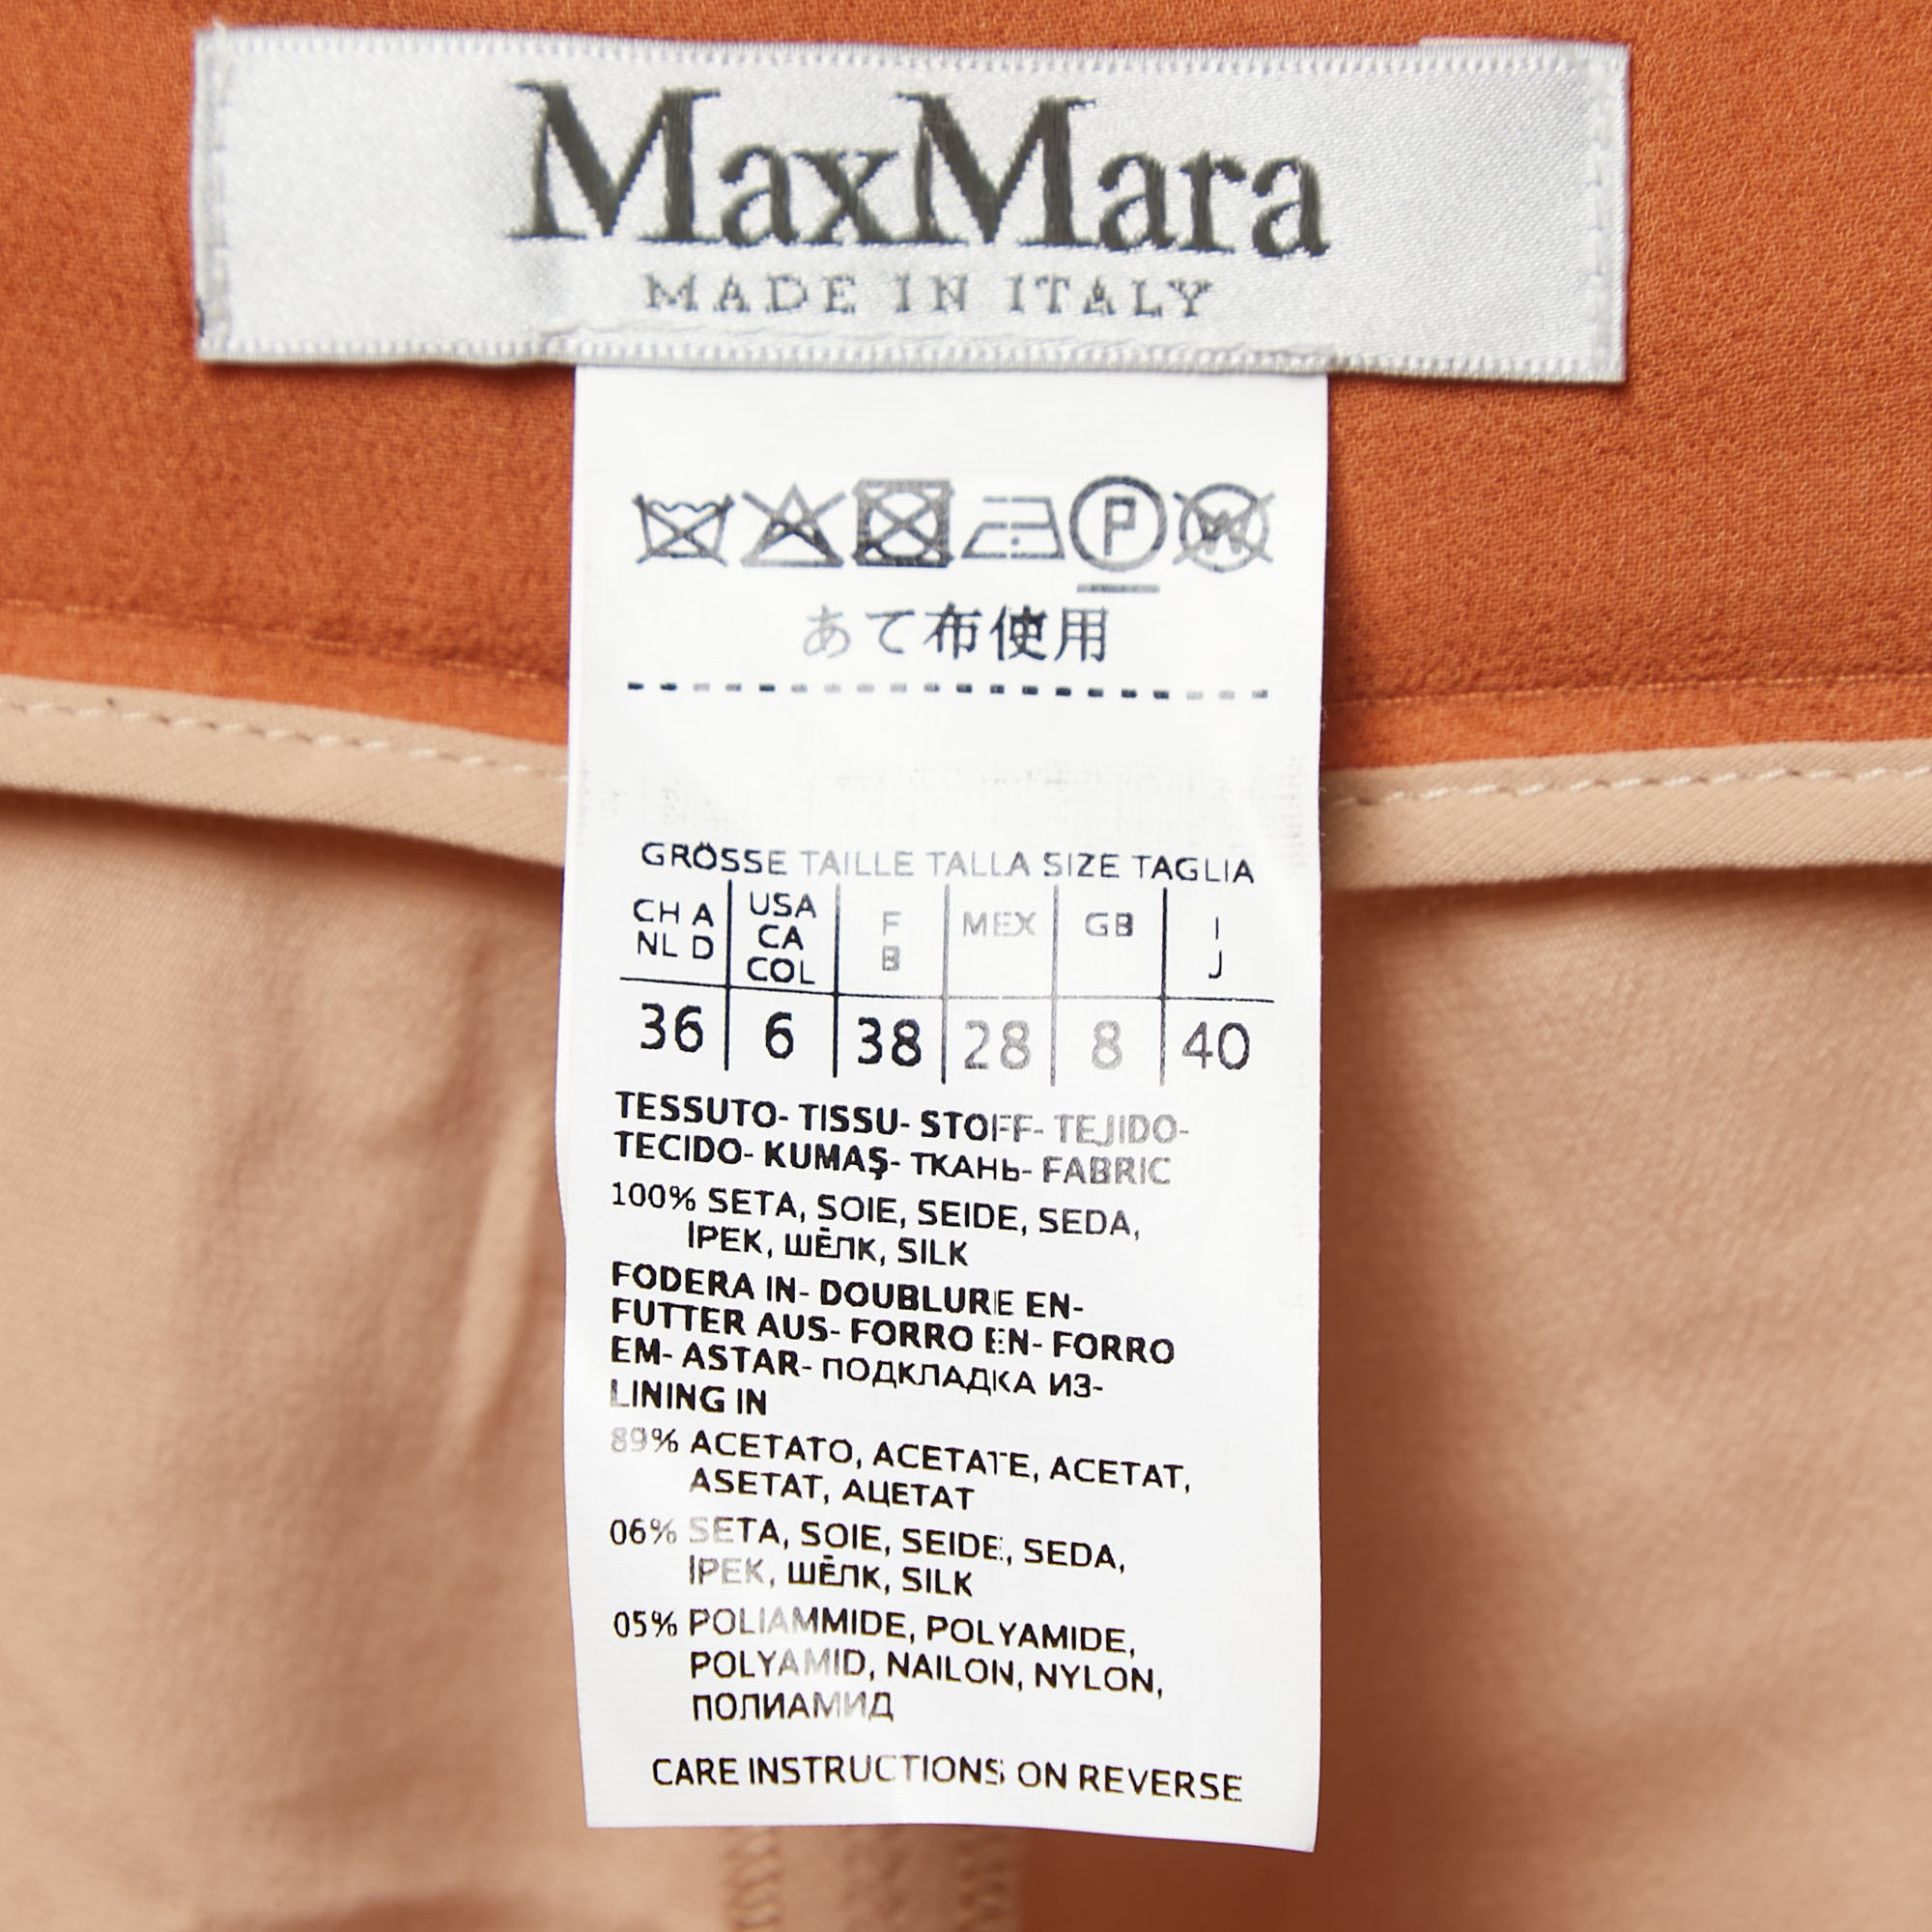 MaxMara
MADE IN ITALY
P W
あて布使用
GRÖSSE TAILLE TALLA SIZE TAGLIA
CH A NL D USA CA COL F B MEX GB I J
36 6 38 28 8 40
TESSUTO- TISSU- STOFF- TEJIDO-
TECIDO- KUMAŞ- ТКАНЬ- FABRIC
100% SETA, SOIE, SEIDE, SEDA,
İPEK, ШЁЛК, SILK
FODERA IN- DOUBLURE EN-
FUTTER AUS- FORRO EN- FORRO
EM- ASTAR- ПОДКЛАДКА ИЗ-
LINING IN
89% ACETATO, ACETATE, ACETAT,
ASETAT, АЦЕТАТ
06% SETA, SOIE, SEIDE, SEDA,
İPEK, ШЁЛК, SILK
05% POLIAMMIDE, POLYAMIDE,
POLYAMID, NAILON, NYLON,
ПОЛИАМИД
CARE INSTRUCTIONS ON REVERSE